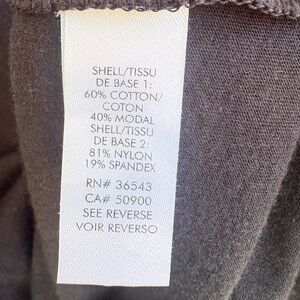 SHELL/TISSU
DE BASE 1:
60% COTTON/
COTON
40% MODAL
SHELL/TISSU
DE BASE 2:
81% NYLON
19% SPANDEX
RN# 36543
CA# 50900
SEE REVERSE
VOIR REVERSO